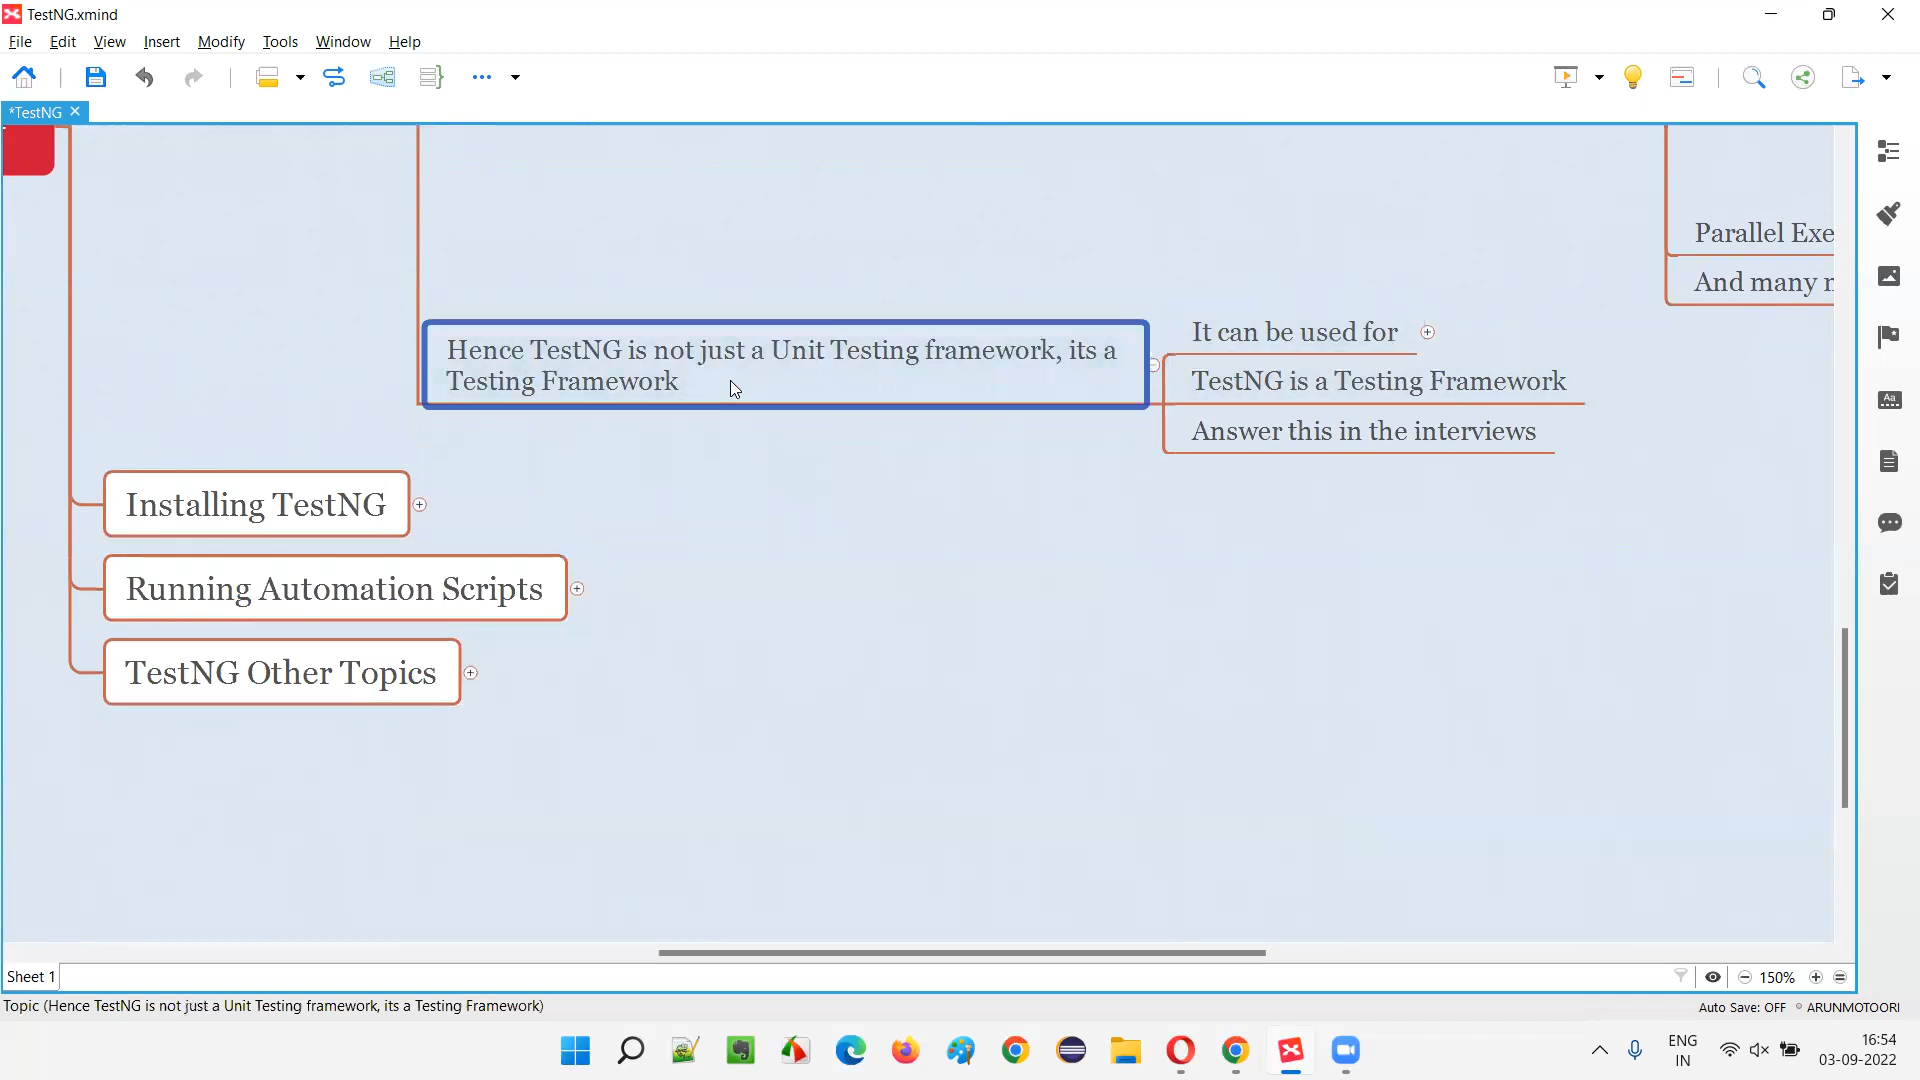 TestNG.xmind
File Edit View Insert Modify Tools Window Help
*TestNG
Parallel Exe
And many
Hence TestNG is not just a Unit Testing framework, its a
Testing Framework
It can be used for
TestNG is a Testing Framework
Answer this in the interviews
Installing TestNG
Running Automation Scripts
TestNG Other Topics
Aa
Sheet 1
150%
Topic (Hence TestNG is not just a Unit Testing framework, its a Testing Framework)
Auto Save: OFF ARUNMOTOORI
ENG
IN
16:54
03-09-2022